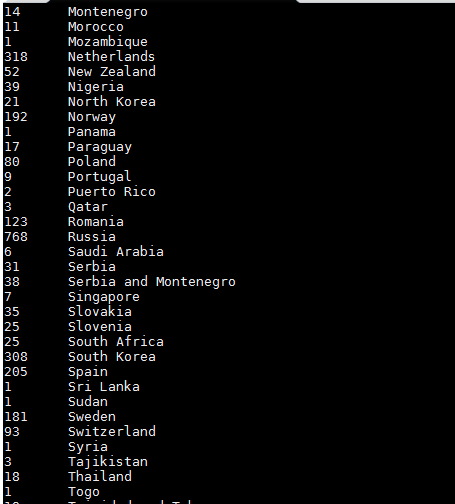 14 Montenegro
11 Morocco
1 Mozambique
318 Netherlands
52 New Zealand
39 Nigeria
21 North Korea
192 Norway
1 Panama
17 Paraguay
80 Poland
9 Portugal
2 Puerto Rico
3 Qatar
123 Romania
768 Russia
6 Saudi Arabia
31 Serbia
38 Serbia and Montenegro
7 Singapore
35 Slovakia
25 Slovenia
25 South Africa
308 South Korea
205 Spain
1 Sri Lanka
1 Sudan
181 Sweden
93 Switzerland
1 Syria
3 Tajikistan
18 Thailand
1 Togo